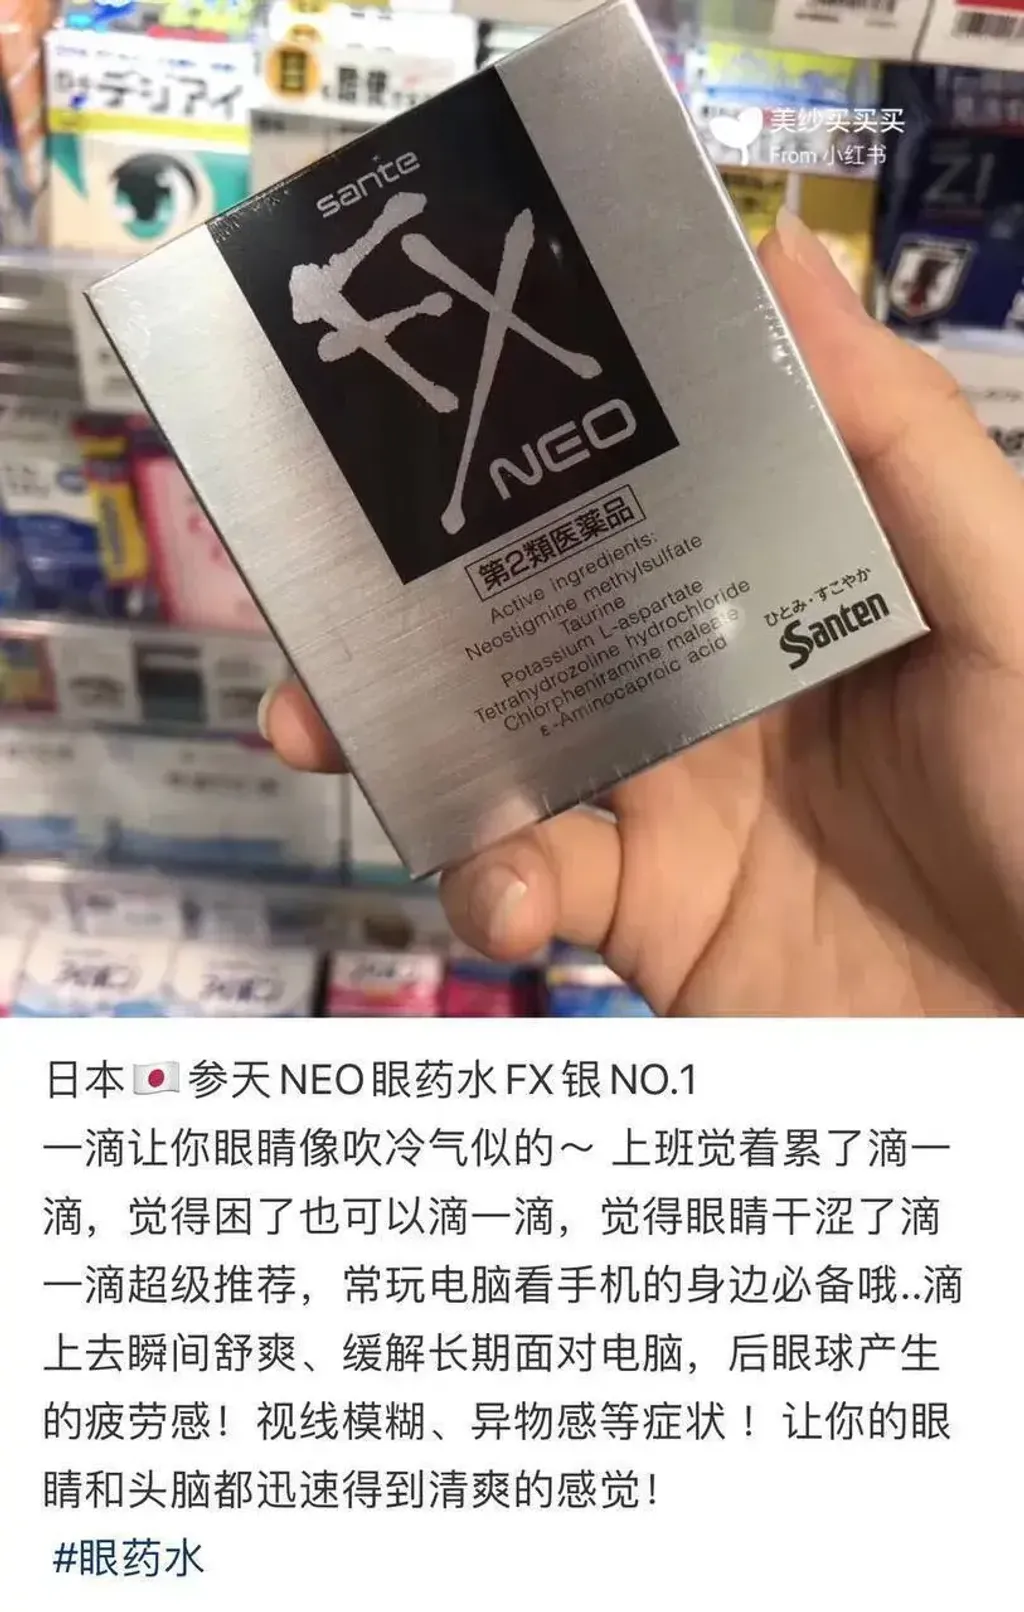 デジアイ
美纱买买买
From 小红书
sante
FX
NEO
第2類医薬品
Active ingredients:
Neostigmine methylsulfate
Taurine
Potassium L-aspartate
Tetrahydrozoline hydrochloride
Chlorpheniramine maleate
ε-Aminocaproic acid
ひとみ・すこやか
Santen
日本🇯🇵参天NEO眼药水FX银NO.1
一滴让你眼睛像吹冷气似的～ 上班觉着累了滴一
滴，觉得困了也可以滴一滴，觉得眼睛干涩了滴
一滴超级推荐，常玩电脑看手机的身边必备哦..滴
上去瞬间舒爽、缓解长期面对电脑，后眼球产生
的疲劳感！视线模糊、异物感等症状 ！让你的眼
睛和头脑都迅速得到清爽的感觉！
#眼药水